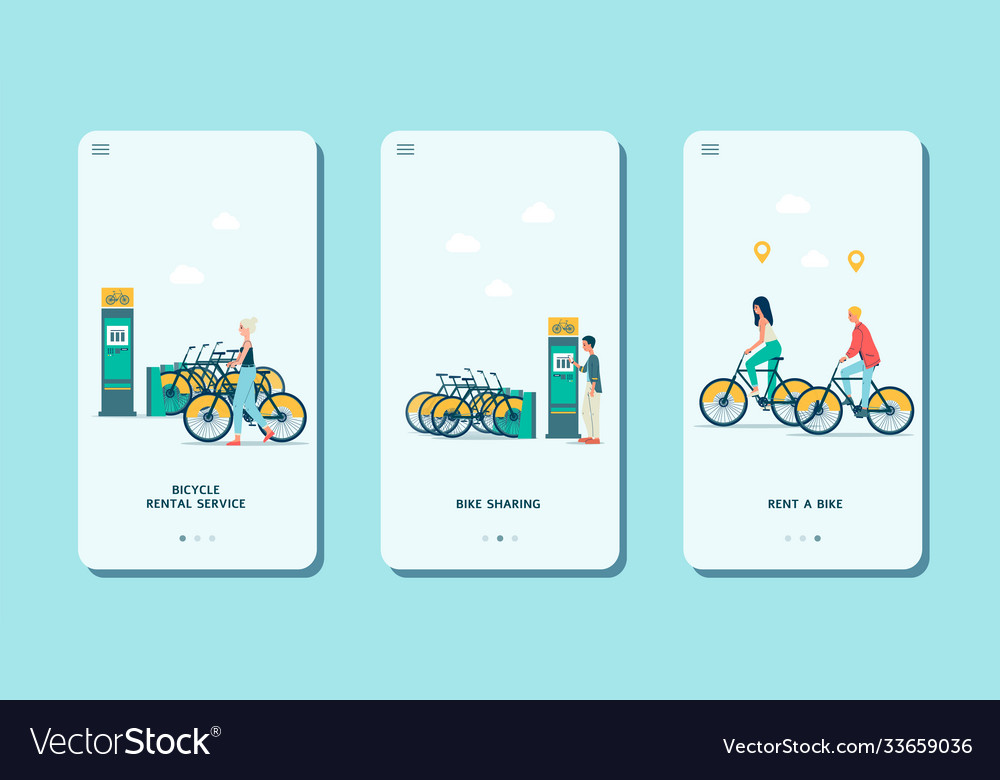 BICYCLE
RENTAL SERVICE
BIKE SHARING
RENT A BIKE
VectorStock®
VectorStock.com/33659036